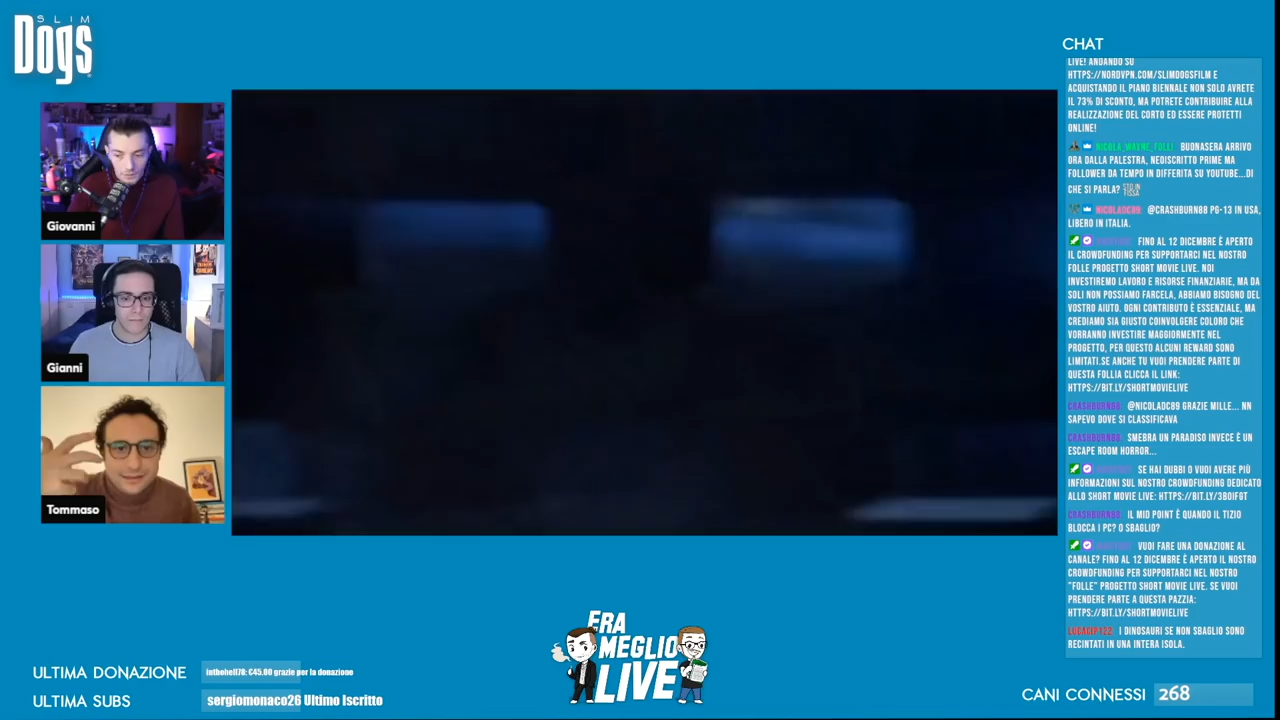 SLIM
Dogs
Giovanni
Gianni
Tommaso
CHAT
LIVE! ANDANDO SU
HTTPS://NORDVPN.COM/SLIMDOGSFILM E
ACQUISTANDO IL PIANO BIENNALE NON SOLO AVRETE
IL 73% DI SCONTO, MA POTRETE CONTRIBUIRE ALLA
REALIZZAZIONE DEL CORTO ED ESSERE PROTETTI
ONLINE!
NICOLA_WAYNE_FOLLI BUONASERA ARRIVO
ORA DALLA PALESTRA, NEDISCRITTO PRIME MA
FOLLOWER DA TEMPO IN DIFFERITA SU YOUTUBE...DI
CHE SI PARLA?
NICOLADC89 @CRASHBURN88 PG-13 IN USA,
LIBERO IN ITALIA.
FINO AL 12 DICEMBRE È APERTO
IL CROWDFUNDING PER SUPPORTARCI NEL NOSTRO
FOLLE PROGETTO SHORT MOVIE LIVE. NOI
INVESTIREMO LAVORO E RISORSE FINANZIARIE, MA DA
SOLI NON POSSIAMO FARCELA, ABBIAMO BISOGNO DEL
VOSTRO AIUTO. OGNI CONTRIBUTO È ESSENZIALE, MA
CREDIAMO SIA GIUSTO COINVOLGERE COLORO CHE
VORRANNO INVESTIRE MAGGIORMENTE NEL
PROGETTO, PER QUESTO ALCUNI REWARD SONO
LIMITATI.SE ANCHE TU VUOI PRENDERE PARTE DI
QUESTA FOLLIA CLICCA IL LINK:
HTTPS://BIT.LY/SHORTMOVIELIVE
CRASHBURN88: @NICOLADC89 GRAZIE MILLE... NN
SAPEVO DOVE SI CLASSIFICAVA
CRASHBURN88: SMEBRA UN PARADISO INVECE È UN
ESCAPE ROOM HORROR...
SE HAI DUBBI O VUOI AVERE PIÙ
INFORMAZIONI SUL NOSTRO CROWDFUNDING DEDICATO
ALLO SHORT MOVIE LIVE: HTTPS://BIT.LY/3BOIFGT
CRASHBURN88: IL MID POINT È QUANDO IL TIZIO
BLOCCA I PC? O SBAGLIO?
VUOI FARE UNA DONAZIONE AL
CANALE? FINO AL 12 DICEMBRE È APERTO IL NOSTRO
CROWDFUNDING PER SUPPORTARCI NEL NOSTRO
"FOLLE" PROGETTO SHORT MOVIE LIVE. SE VUOI
PRENDERE PARTE A QUESTA PAZZIA:
HTTPS://BIT.LY/SHORTMOVIELIVE
LUCACIP122: I DINOSAURI SE NON SBAGLIO SONO
RECINTATI IN UNA INTERA ISOLA.
ERA
MEGLIO
LIVE
ULTIMA DONAZIONE
inthehell78: €45.00 grazie per la donazione
ULTIMA SUBS
sergiomonaco26 Ultimo Iscritto
CANI CONNESSI 268